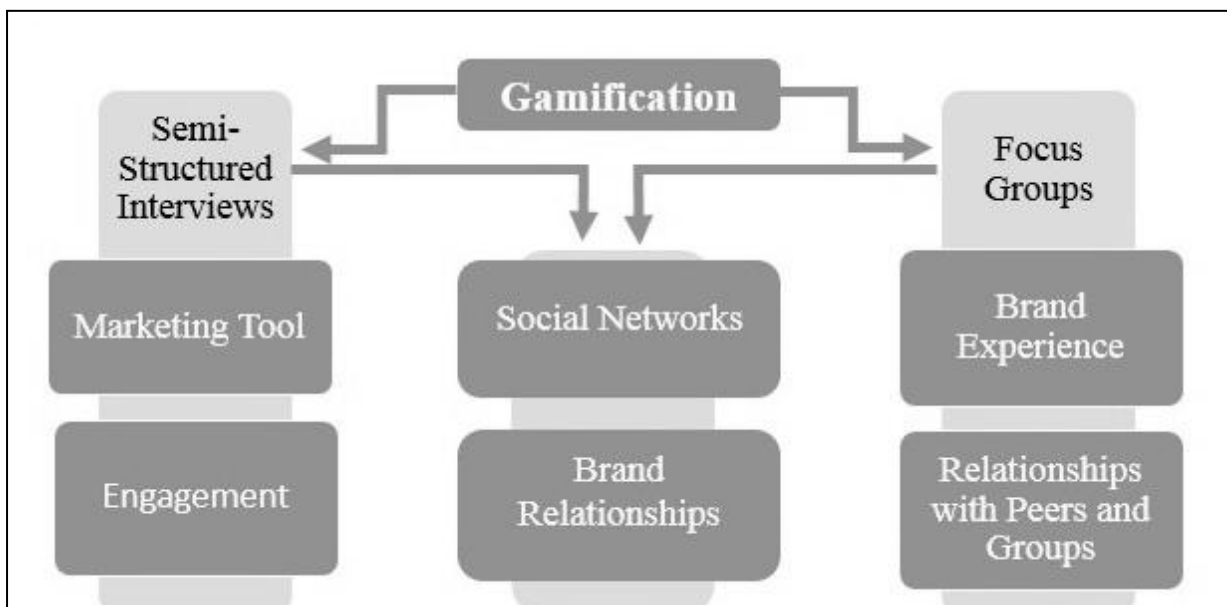 Gamification
Semi-
Structured
Interviews
Marketing Tool
Engagement
Social Networks
Brand
Relationships
Focus
Groups
Brand
Experience
Relationships
with Peers and
Groups